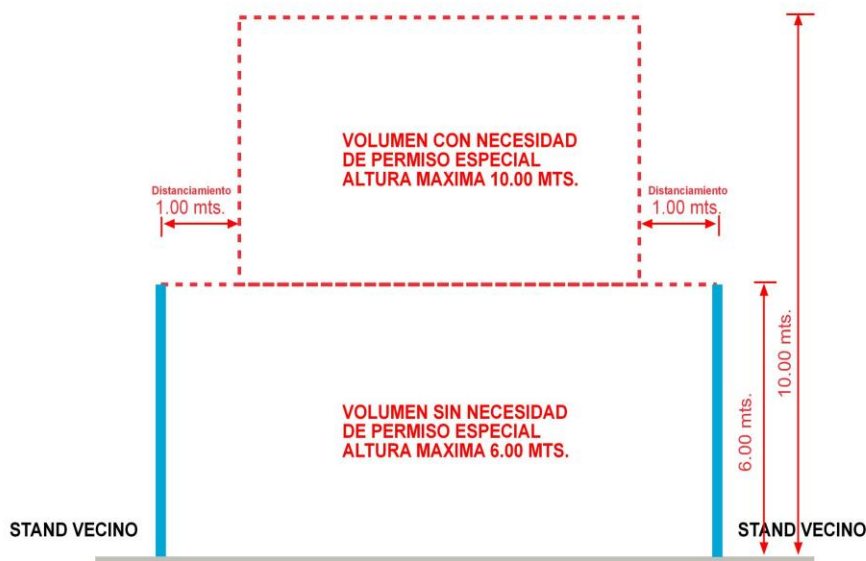 VOLUMEN CON NECESIDAD
DE PERMISO ESPECIAL
ALTURA MAXIMA 10.00 MTS.
Distanciamiento
1.00 mts.
Distanciamiento
1.00 mts.
10.00 mts.
6.00 mts.
VOLUMEN SIN NECESIDAD
DE PERMISO ESPECIAL
ALTURA MAXIMA 6.00 MTS.
STAND VECINO
STAND VECINO